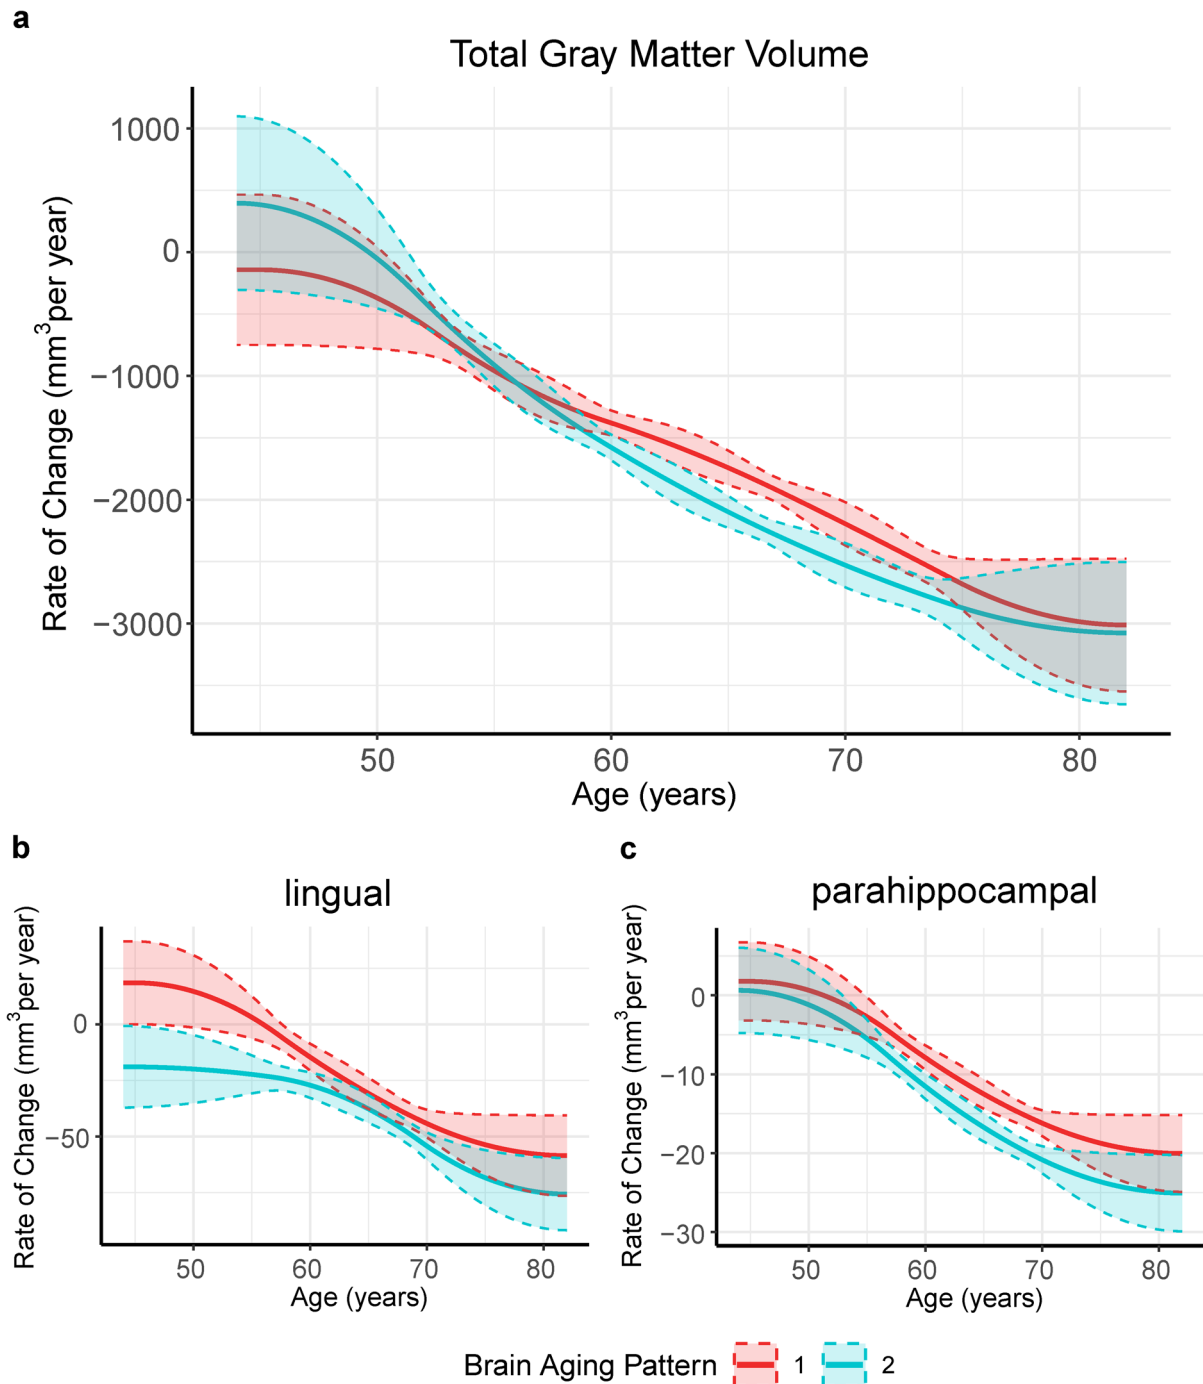 a
Total Gray Matter Volume
Rate of Change (mm³per year)
1000
0
−1000
−2000
−3000
50 60 70 80
Age (years)
b
lingual
Rate of Change (mm³per year)
0
−50
50 60 70 80
Age (years)
c
parahippocampal
Rate of Change (mm³per year)
0
−10
−20
−30
50 60 70 80
Age (years)
Brain Aging Pattern 1 2